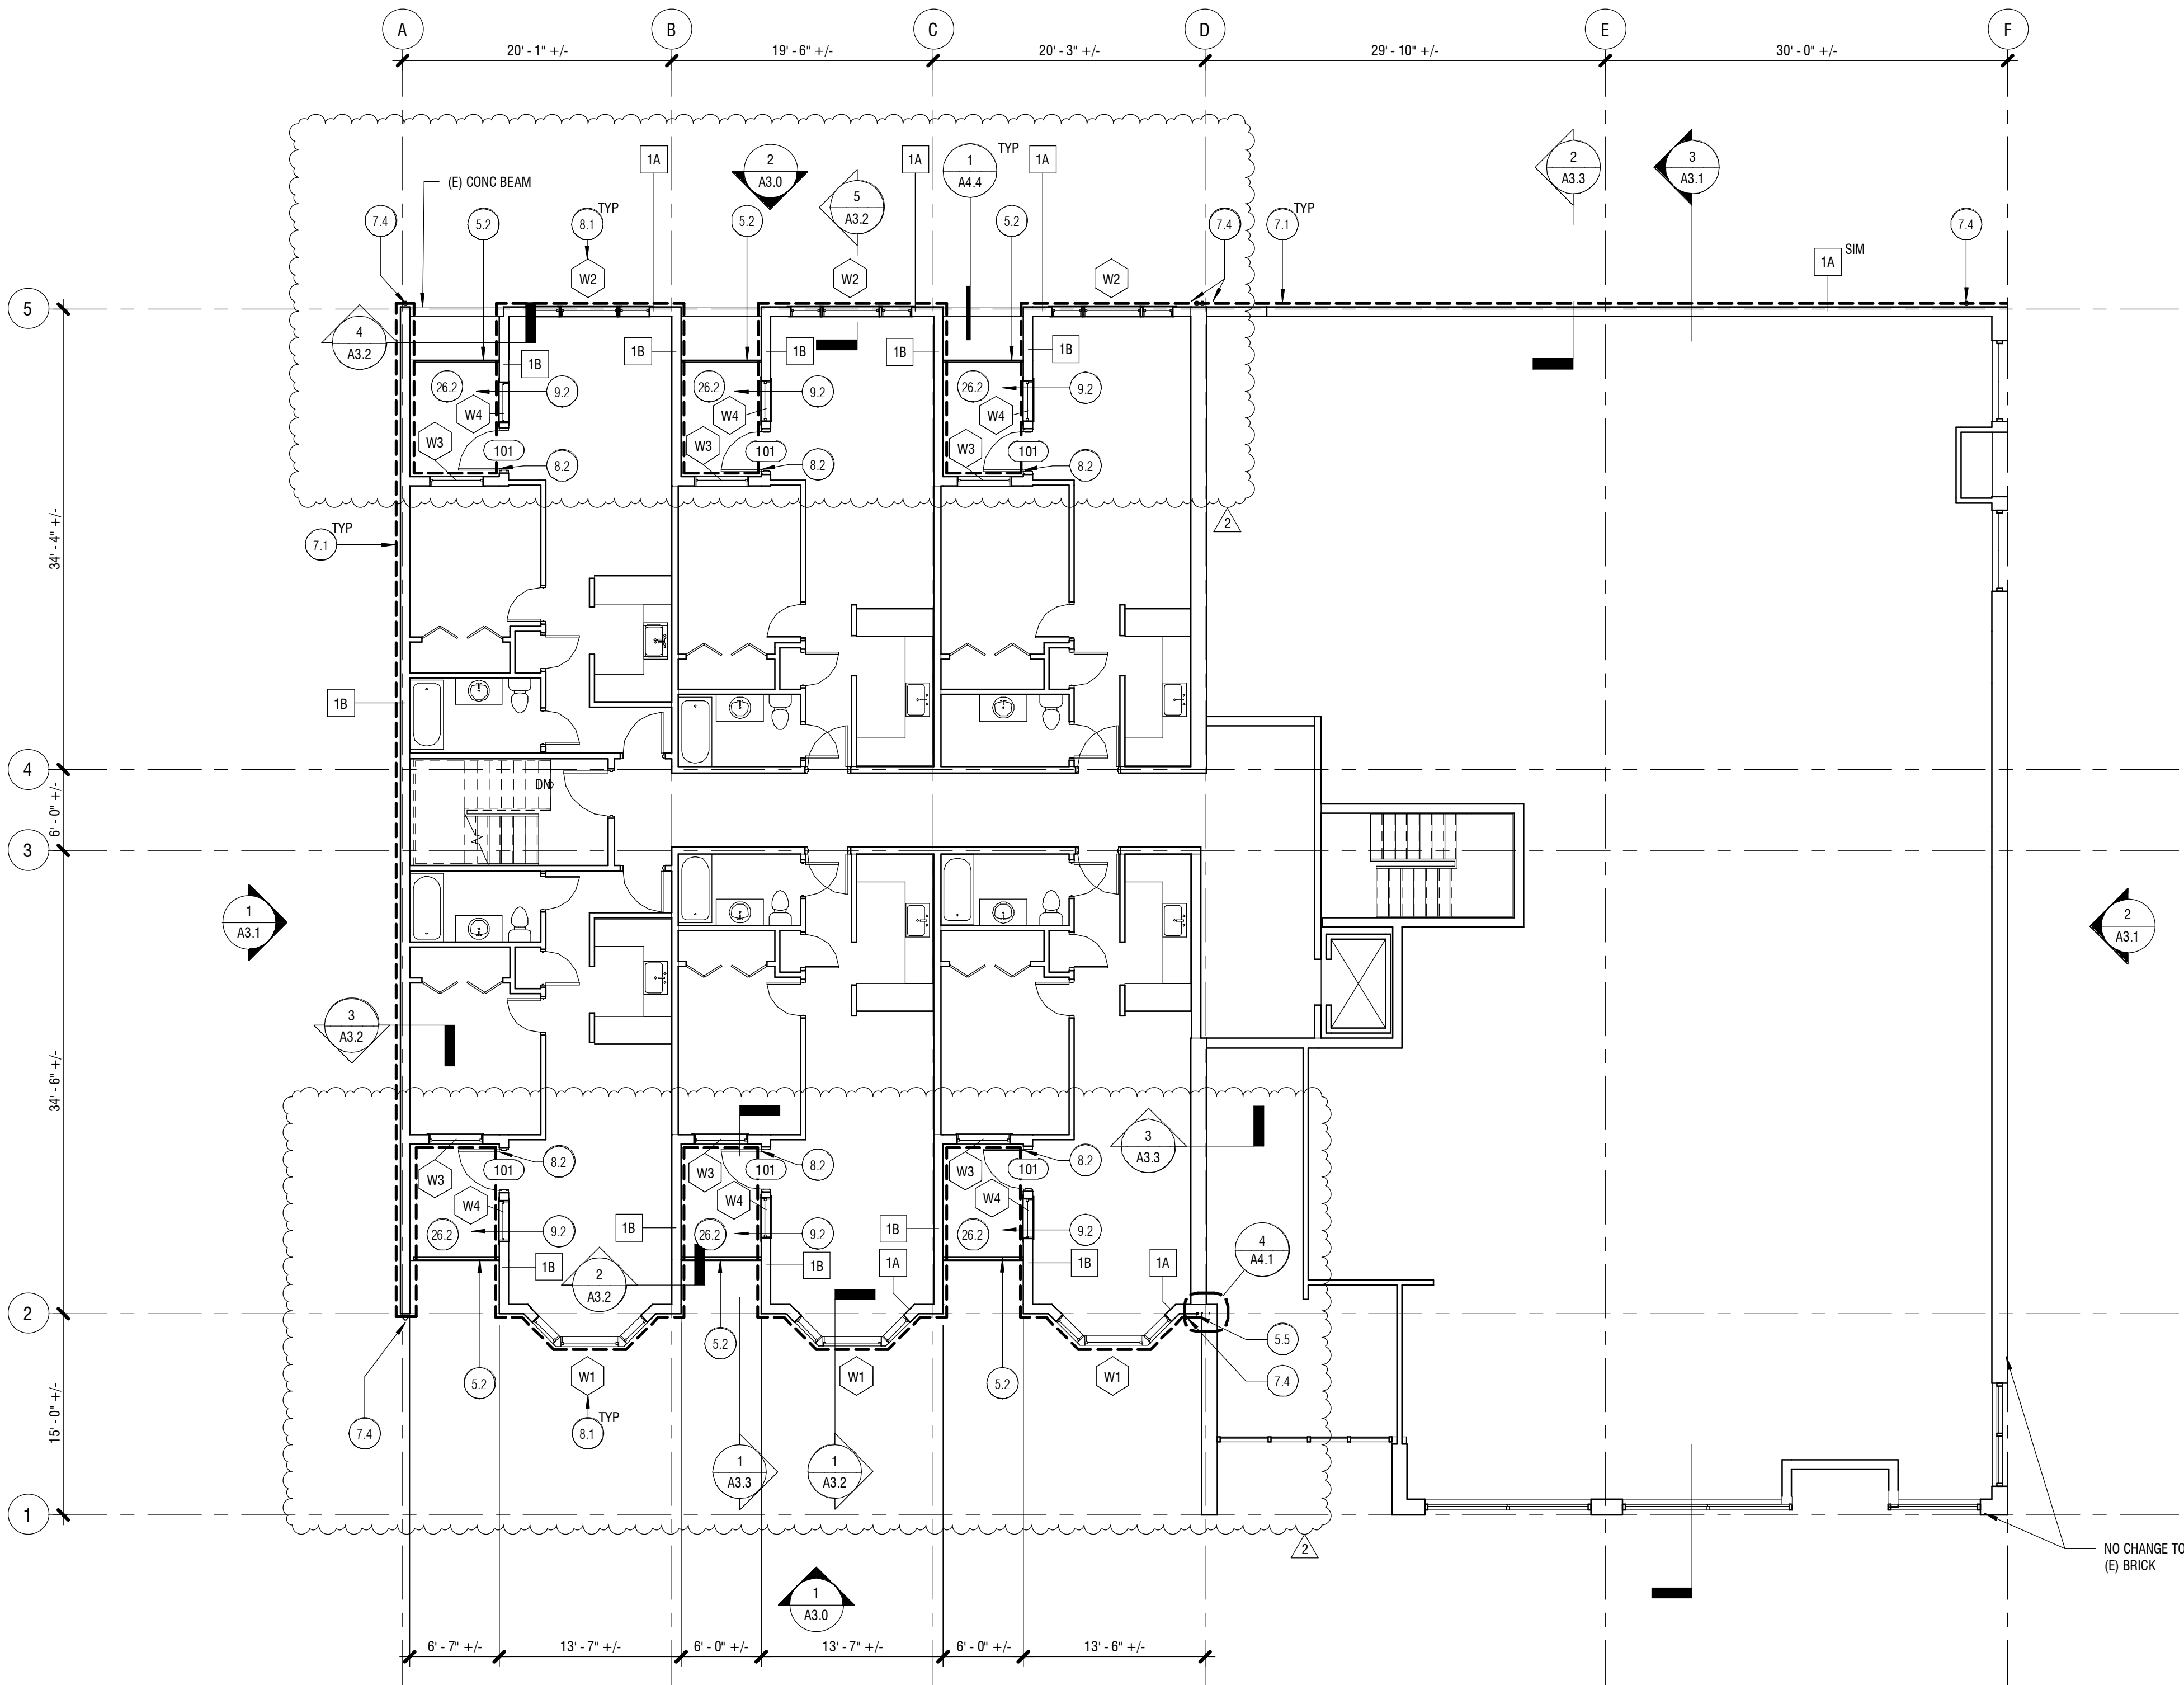 A
B
C
D
E
F
20' - 1" +/-
19' - 6" +/-
20' - 3" +/-
29' - 10" +/-
30' - 0" +/-
1A
2
A3.0
1A
1
A4.4
TYP
1A
2
A3.3
3
A3.1
(E) CONC BEAM
5
A3.2
7.4
5.2
8.1
TYP
5.2
5.2
7.4
7.1
TYP
7.4
W2
W2
W2
1A
SIM
5
4
A3.2
1B
1B
1B
1B
1B
26.2
9.2
26.2
9.2
26.2
9.2
W4
W4
W4
W3
101
W3
101
W3
101
8.2
8.2
8.2
2
7.1
TYP
34' - 4" +/-
1B
4
DN
6' - 0" +/-
3
1
A3.1
2
A3.1
3
A3.2
34' - 6" +/-
3
A3.3
8.2
8.2
8.2
101
101
101
W3
W3
W3
W4
W4
W4
26.2
9.2
26.2
9.2
26.2
9.2
1B
1B
1B
1B
1B
1A
1A
4
A4.1
2
A3.2
2
5.2
5.2
5.2
5.5
7.4
W1
W1
W1
7.4
8.1
TYP
15' - 0" +/-
1
A3.3
1
A3.2
1
2
NO CHANGE TO
(E) BRICK
1
A3.0
6' - 7" +/-
13' - 7" +/-
6' - 0" +/-
13' - 7" +/-
6' - 0" +/-
13' - 6" +/-